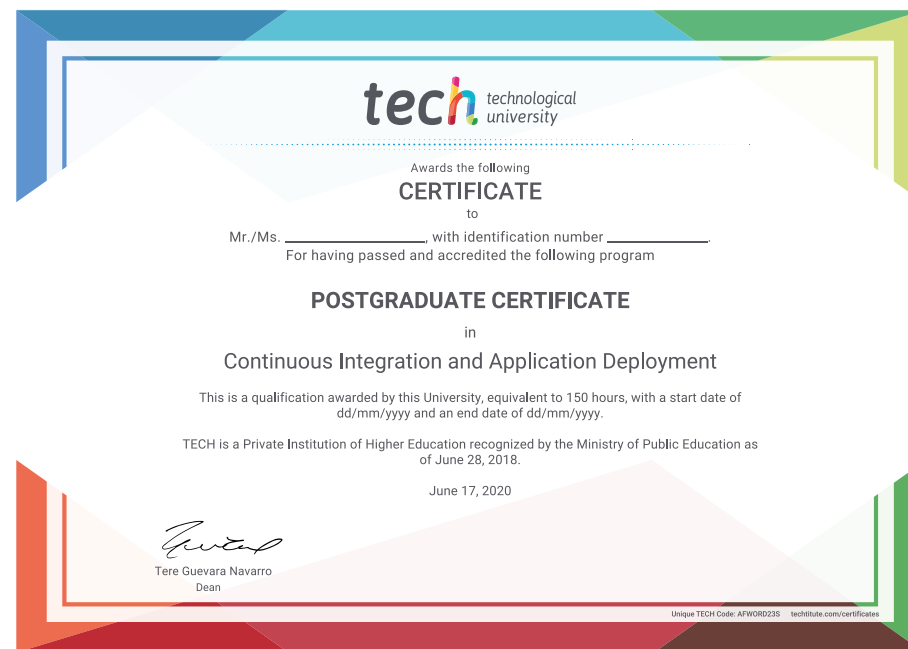 tech technological
university
Awards the following
CERTIFICATE
to
Mr./Ms. ____________________, with identification number ______________.
For having passed and accredited the following program
POSTGRADUATE CERTIFICATE
in
Continuous Integration and Application Deployment
This is a qualification awarded by this University, equivalent to 150 hours, with a start date of
dd/mm/yyyy and an end date of dd/mm/yyyy.
TECH is a Private Institution of Higher Education recognized by the Ministry of Public Education as
of June 28, 2018.
June 17, 2020
Tere Guevara Navarro
Dean
Unique TECH Code: AFWORD23S techtitute.com/certificates